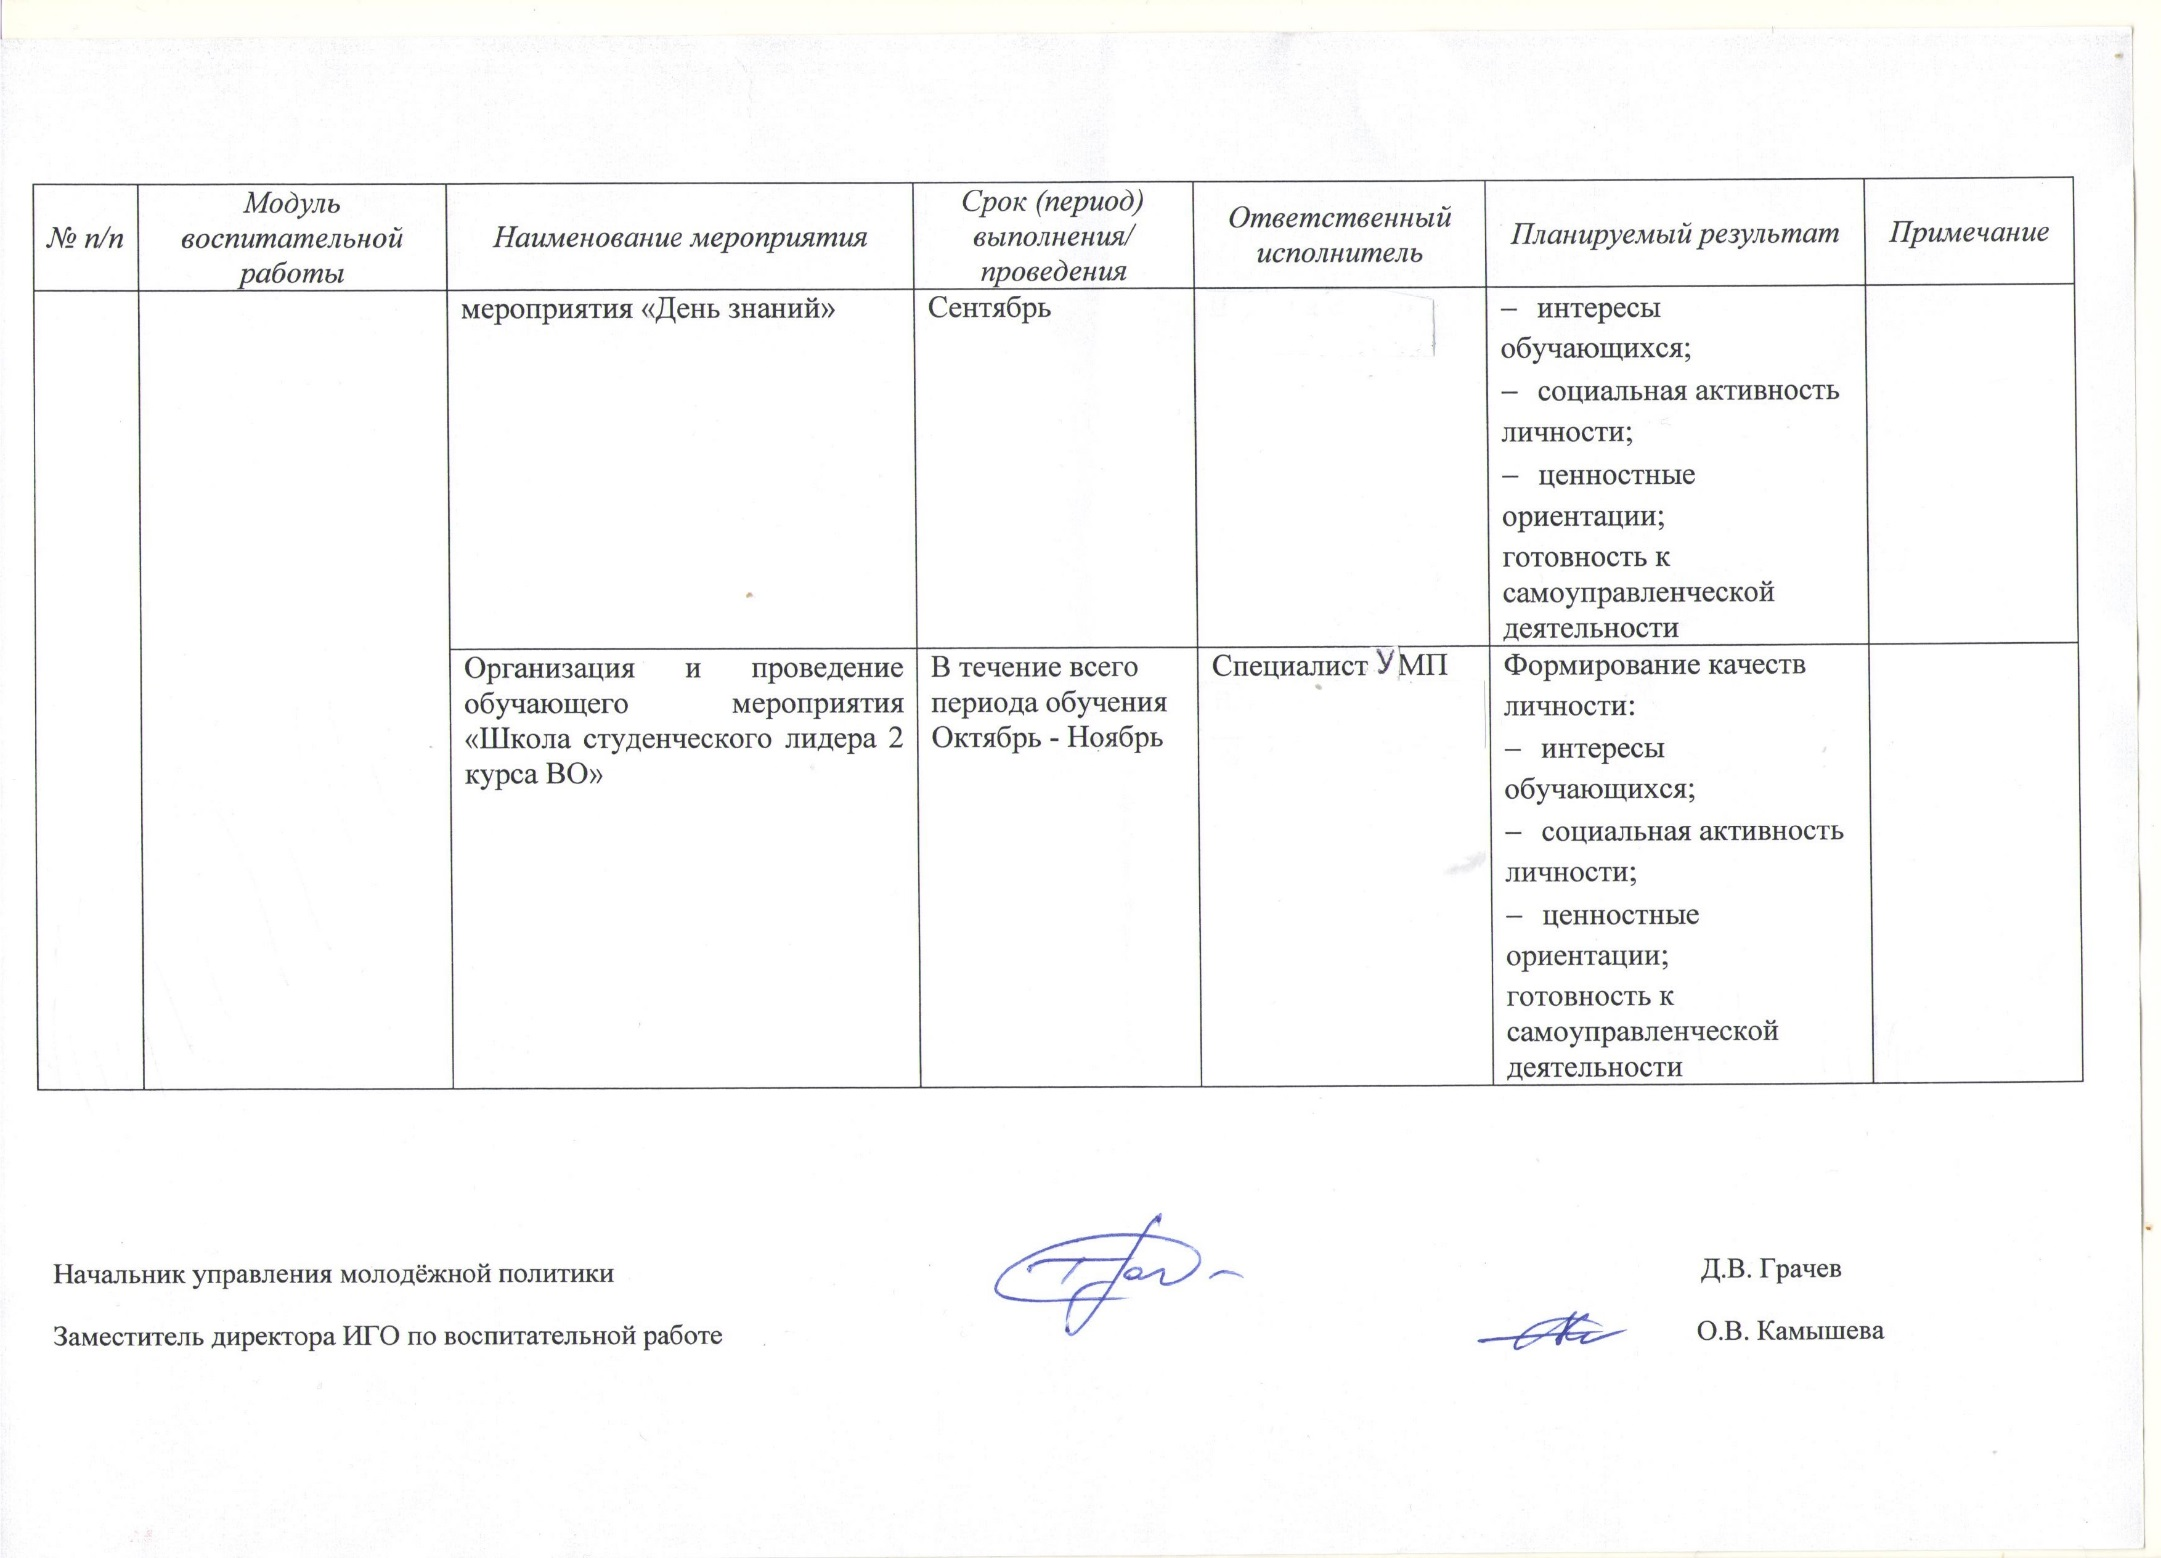 № п/п
Модуль
воспитательной
работы
Наименование мероприятия
Срок (период)
выполнения/
проведения
Ответственный
исполнитель
Планируемый результат
Примечание
мероприятия «День знаний»
Сентябрь
– интересы
обучающихся;
– социальная активность
личности;
– ценностные
ориентации;
готовность к
самоуправленческой
деятельности
Организация и проведение
обучающего мероприятия
«Школа студенческого лидера 2
курса ВО»
В течение всего
периода обучения
Октябрь - Ноябрь
Специалист УМП
Формирование качеств
личности:
– интересы
обучающихся;
– социальная активность
личности;
– ценностные
ориентации;
готовность к
самоуправленческой
деятельности
Начальник управления молодёжной политики
Д.В. Грачев
Заместитель директора ИГО по воспитательной работе
О.В. Камышева